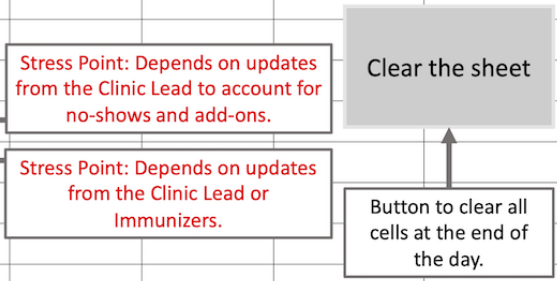 Stress Point: Depends on updates
from the Clinic Lead to account for
no-shows and add-ons.
Stress Point: Depends on updates
from the Clinic Lead or
Immunizers.
Clear the sheet
Button to clear all
cells at the end of
the day.